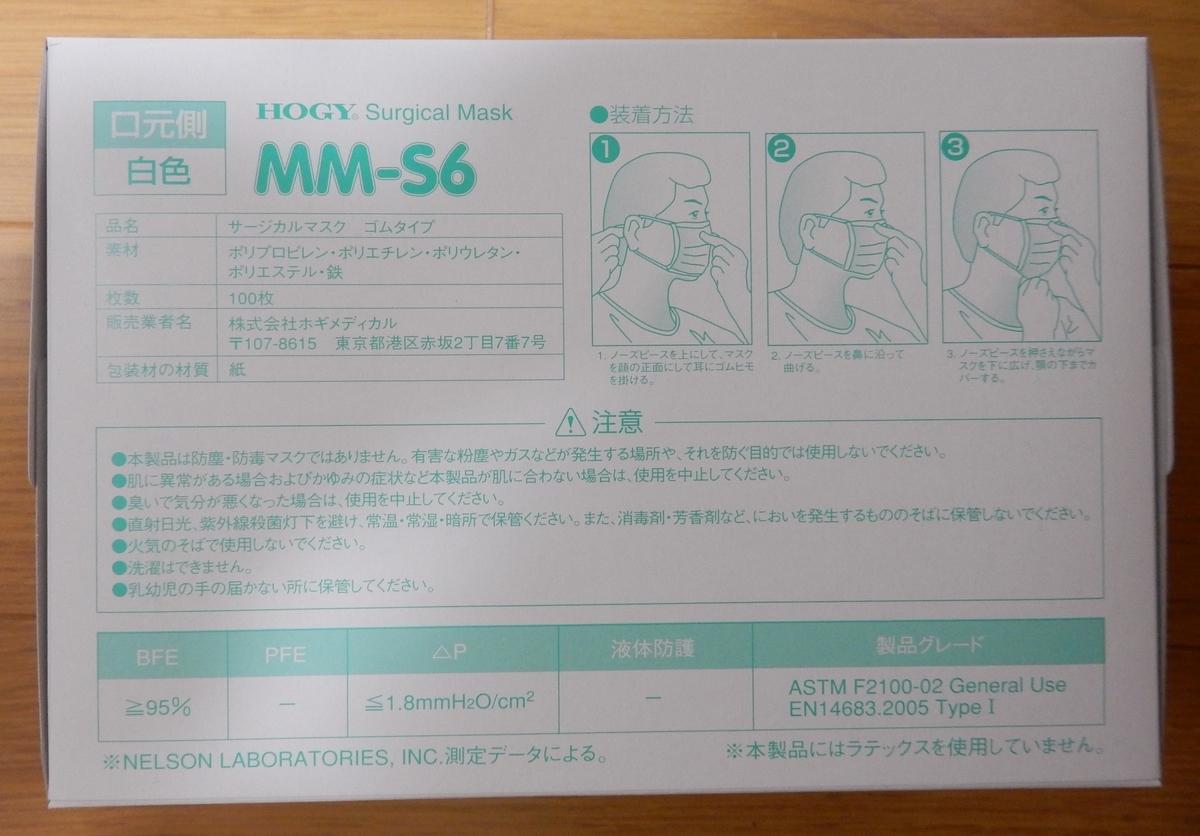 口元側
白色
HOGY® Surgical Mask
MM-S6
品名 サージカルマスク ゴムタイプ
素材 ポリプロピレン・ポリエチレン・ポリウレタン・
ポリエステル・鉄
枚数 100枚
販売業者名 株式会社ホギメディカル
〒107-8615 東京都港区赤坂2丁目7番7号
包装材の材質 紙
●装着方法
1
2
3
1. ノーズピースを上にして、マスク
を顔の正面にして耳にゴムヒモ
を掛ける。
2. ノーズピースを鼻に沿って
曲げる。
3. ノーズピースを押さえながらマ
スクを下に広げ、顎の下までカ
バーする。
注意
●本製品は防塵・防毒マスクではありません。有害な粉塵やガスなどが発生する場所や、それを防ぐ目的では使用しないでください。
●肌に異常がある場合およびかゆみの症状など本製品が肌に合わない場合は、使用を中止してください。
●臭いで気分が悪くなった場合は、使用を中止してください。
●直射日光、紫外線殺菌灯下を避け、常温・常湿・暗所で保管ください。また、消毒剤・芳香剤など、においを発生するもののそばに保管しないでください。
●火気のそばで使用しないでください。
●洗濯はできません。
●乳幼児の手の届かない所に保管してください。
BFE PFE △P 液体防護 製品グレード
≧95% － ≦1.8mmH2O/cm² － ASTM F2100-02 General Use
EN14683.2005 Type Ⅰ
※NELSON LABORATORIES, INC.測定データによる。
※本製品にはラテックスを使用していません。